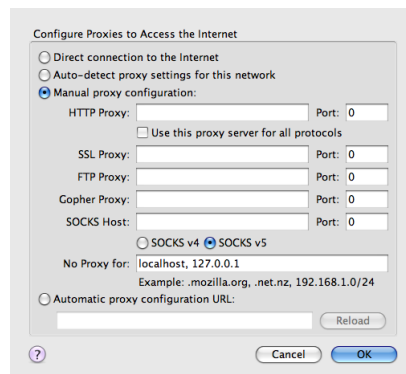 Configure Proxies to Access the Internet
Direct connection to the Internet
Auto-detect proxy settings for this network
Manual proxy configuration:
HTTP Proxy: Port: 0
Use this proxy server for all protocols
SSL Proxy: Port: 0
FTP Proxy: Port: 0
Gopher Proxy: Port: 0
SOCKS Host: Port: 0
SOCKS v4 SOCKS v5
No Proxy for: localhost, 127.0.0.1
Example: .mozilla.org, .net.nz, 192.168.1.0/24
Automatic proxy configuration URL:
Reload
? Cancel OK